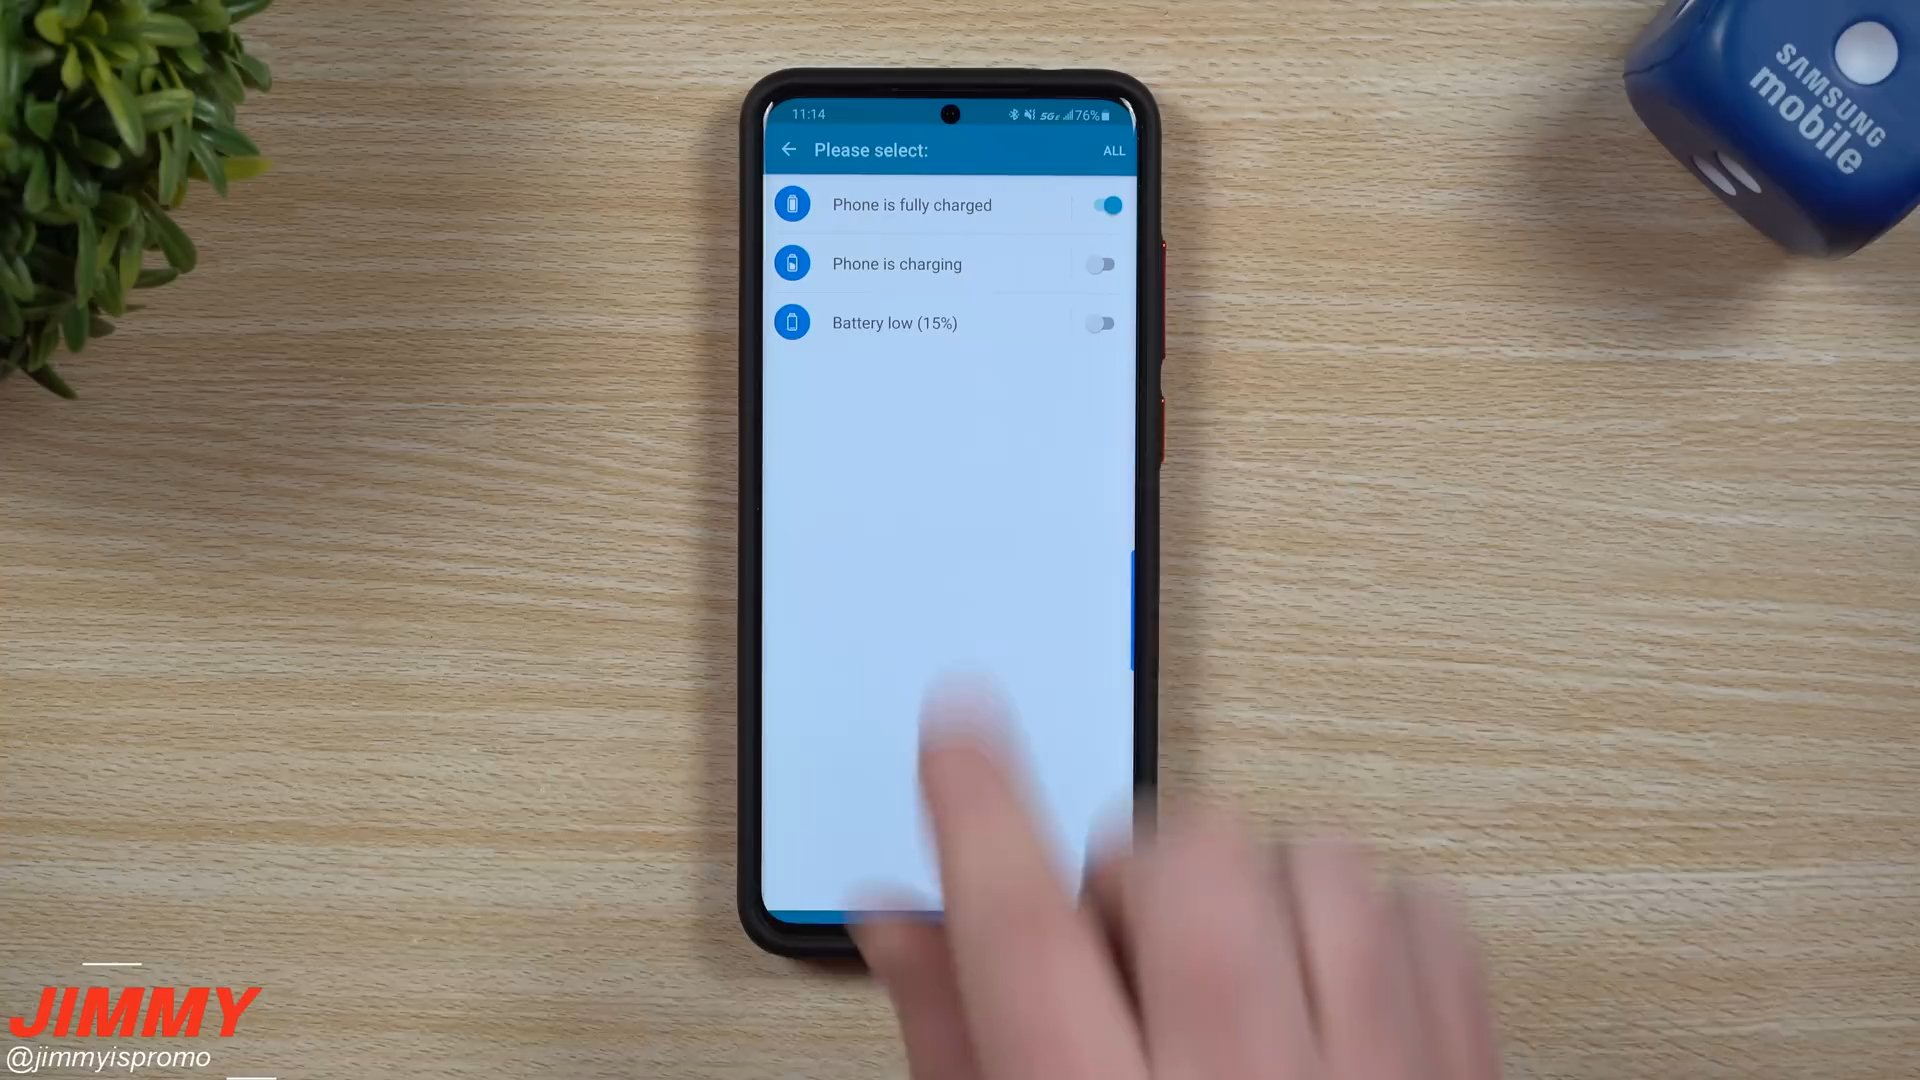 11:14
5GE 76%
Please select:
ALL
Phone is fully charged
Phone is charging
Battery low (15%)
SAMSUNG
mobile
JIMMY
@jimmyispromo